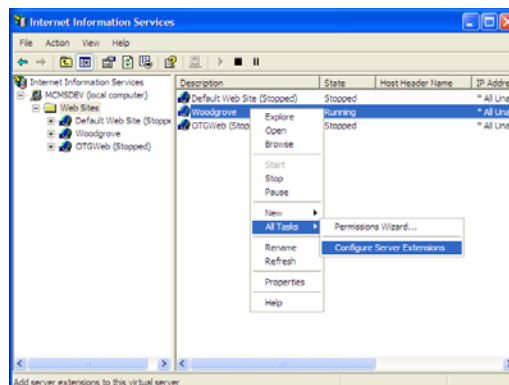 Internet Information Services
File Action View Help
Internet Information Services
MCMSDEV (local computer)
Web Sites
Default Web Site (Stoppe
Woodgrove
OTGWeb (Stopped)
Description State Host Header Name IP Addre
Default Web Site (Stopped) Stopped * All Una
Woodgrove Running * All Una
OTGWeb (Stop Stopped * All Una
Explore
Open
Browse
Start
Stop
Pause
New
All Tasks
Rename
Refresh
Properties
Help
Permissions Wizard...
Configure Server Extensions
Add server extensions to this virtual server